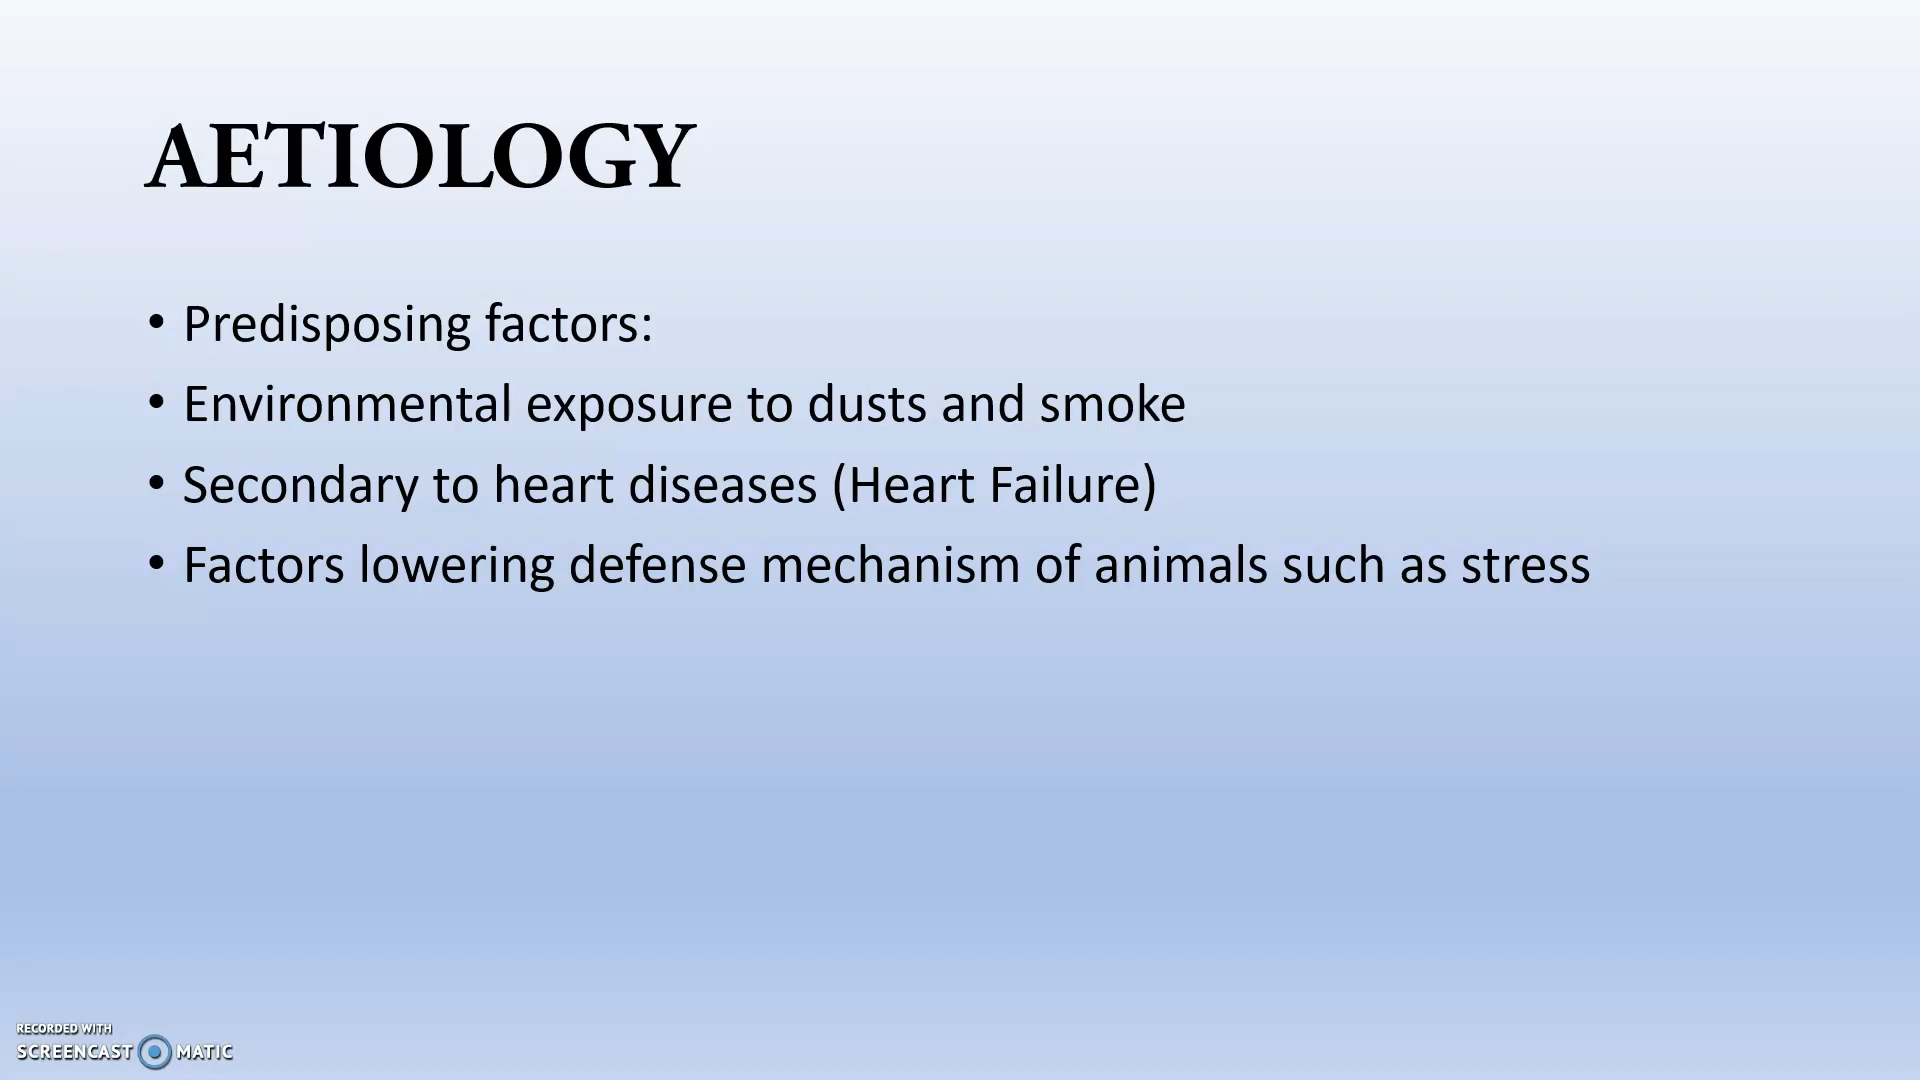 AETIOLOGY
• Predisposing factors:
• Environmental exposure to dusts and smoke
• Secondary to heart diseases (Heart Failure)
• Factors lowering defense mechanism of animals such as stress
RECORDED WITH
SCREENCAST MATIC